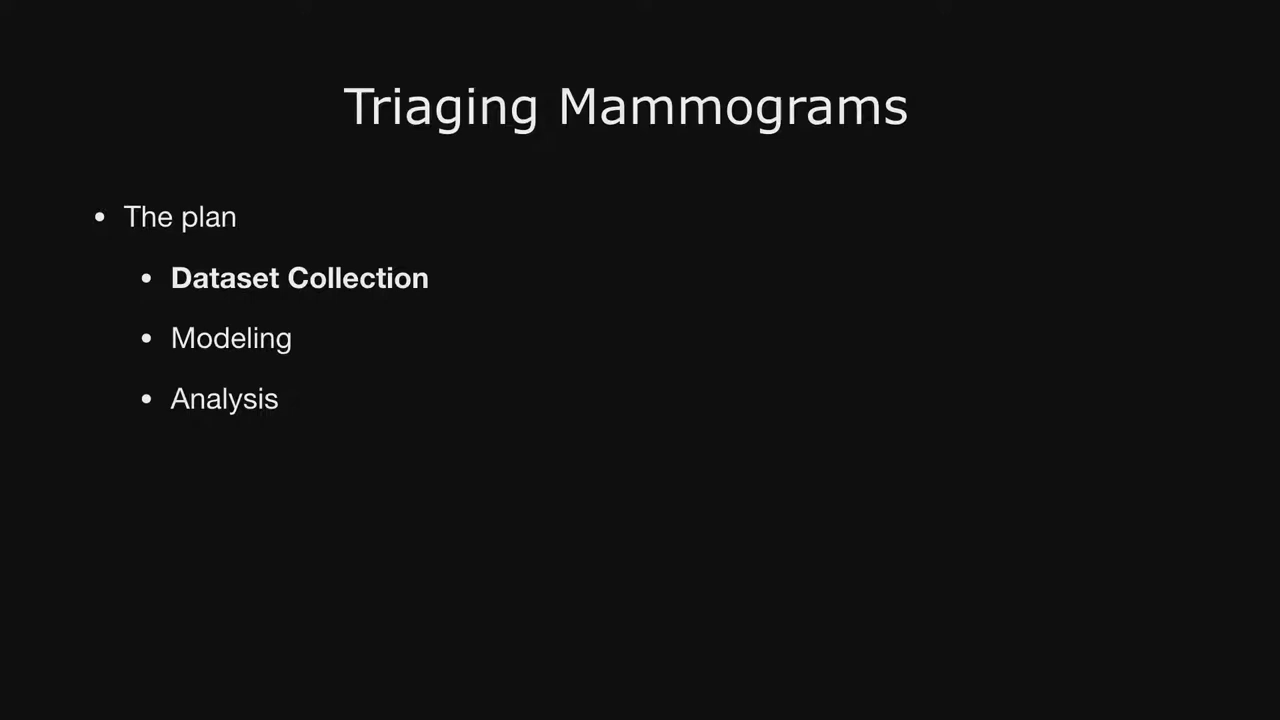 Triaging Mammograms
• The plan
• Dataset Collection
• Modeling
• Analysis